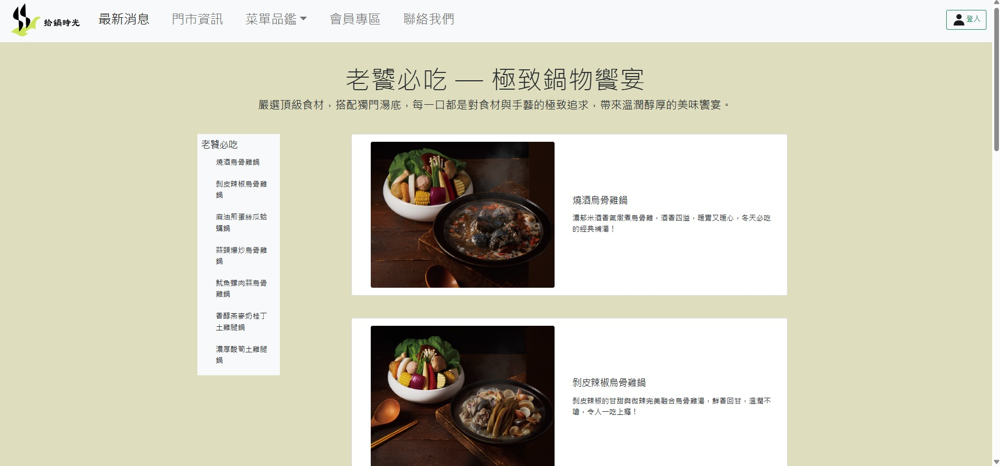 拾鍋時光
最新消息
門市資訊
菜單品鑑
會員專區
聯絡我們
登入
老饕必吃 — 極致鍋物饗宴
嚴選頂級食材，搭配獨門湯底，每一口都是對食材與手藝的極致追求，帶來溫潤醇厚的美味饗宴。
老饕必吃
燒酒烏骨雞鍋
剝皮辣椒烏骨雞
鍋
麻油煎蛋絲瓜蛤
蠣鍋
蒜頭爆炒烏骨雞
鍋
魷魚螺肉蒜烏骨
雞鍋
香醇燕麥奶桂丁
土雞腿鍋
濃厚酸筍土雞腿
鍋
燒酒烏骨雞鍋
濃郁米酒香氣燉煮烏骨雞，酒香四溢，暖胃又暖心，冬天必吃
的經典補湯！
剝皮辣椒烏骨雞鍋
剝皮辣椒的甘甜與微辣完美融合烏骨雞湯，鮮香回甘，溫潤不
嗆，令人一吃上癮！